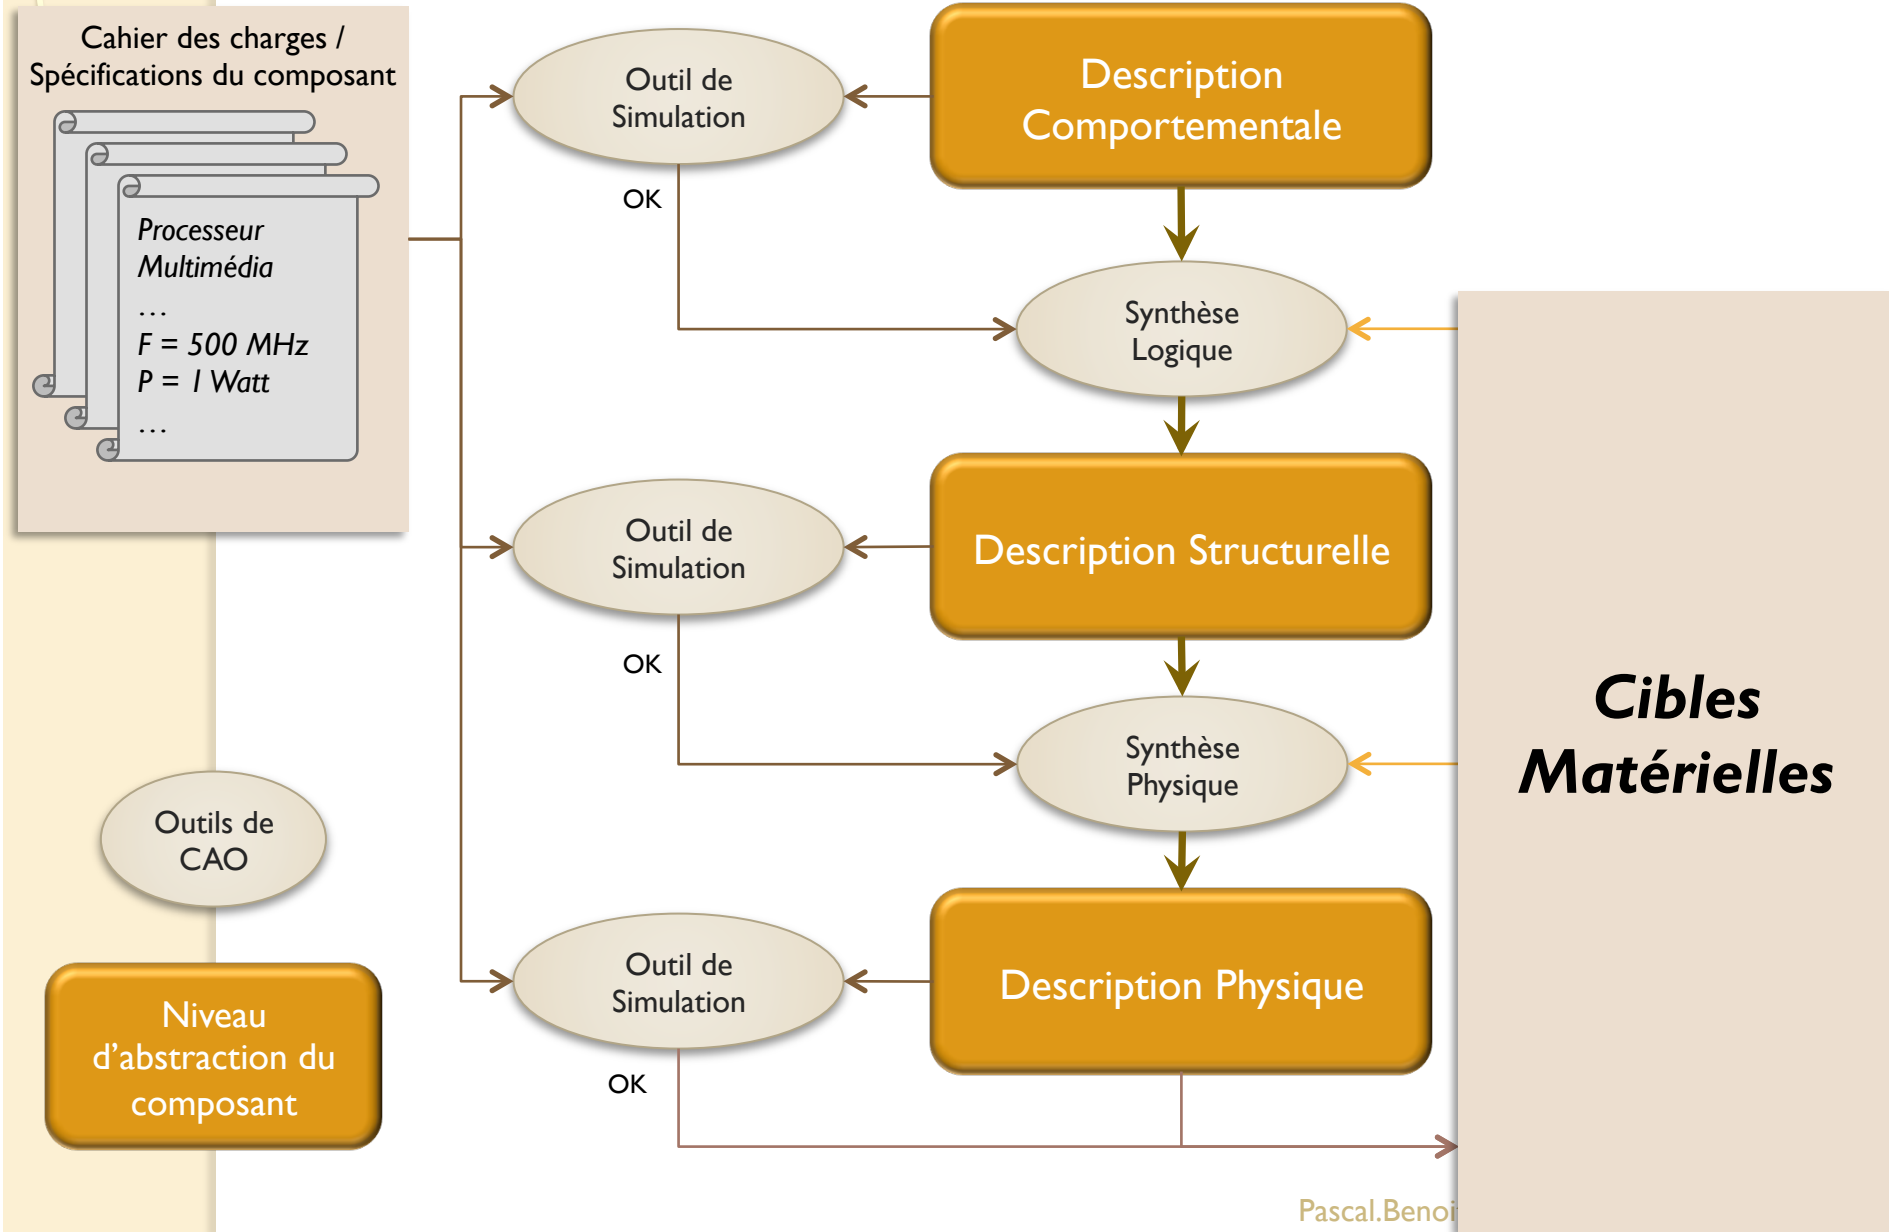 Cahier des charges /
Spécifications du composant
Processeur
Multimédia
…
F = 500 MHz
P = 1 Watt
…
Outil de
Simulation
OK
Description
Comportementale
Synthèse
Logique
Outil de
Simulation
OK
Description Structurelle
Synthèse
Physique
Outil de
Simulation
OK
Description Physique
Cibles
Matérielles
Outils de
CAO
Niveau
d’abstraction du
composant
Pascal.Benoi